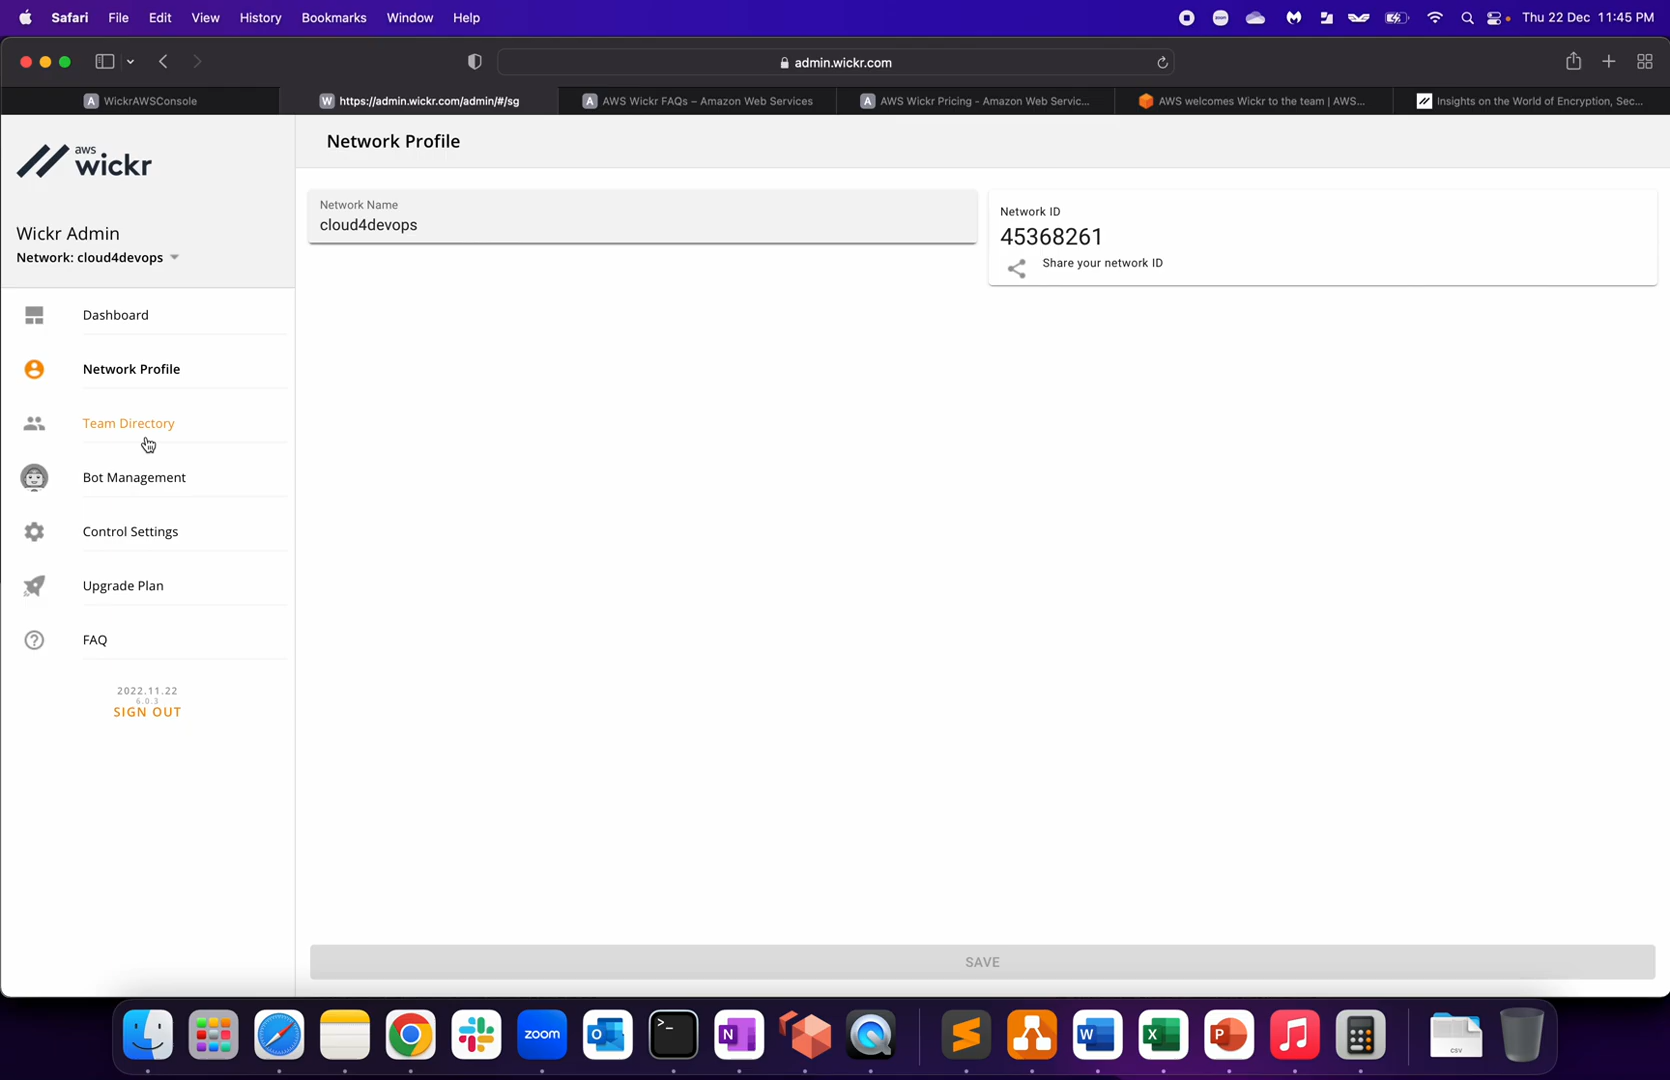 Safari File Edit View History Bookmarks Window Help
Thu 22 Dec 11:45 PM
admin.wickr.com
WickrAWSConsole
https://admin.wickr.com/admin/#/sg
AWS Wickr FAQs – Amazon Web Services
AWS Wickr Pricing - Amazon Web Servic...
AWS welcomes Wickr to the team | AWS...
Insights on the World of Encryption, Sec...
aws
wickr
Wickr Admin
Network: cloud4devops
Dashboard
Network Profile
Team Directory
Bot Management
Control Settings
Upgrade Plan
FAQ
2022.11.22
6.0.3
SIGN OUT
Network Profile
Network Name
cloud4devops
Network ID
45368261
Share your network ID
SAVE
zoom
CSV